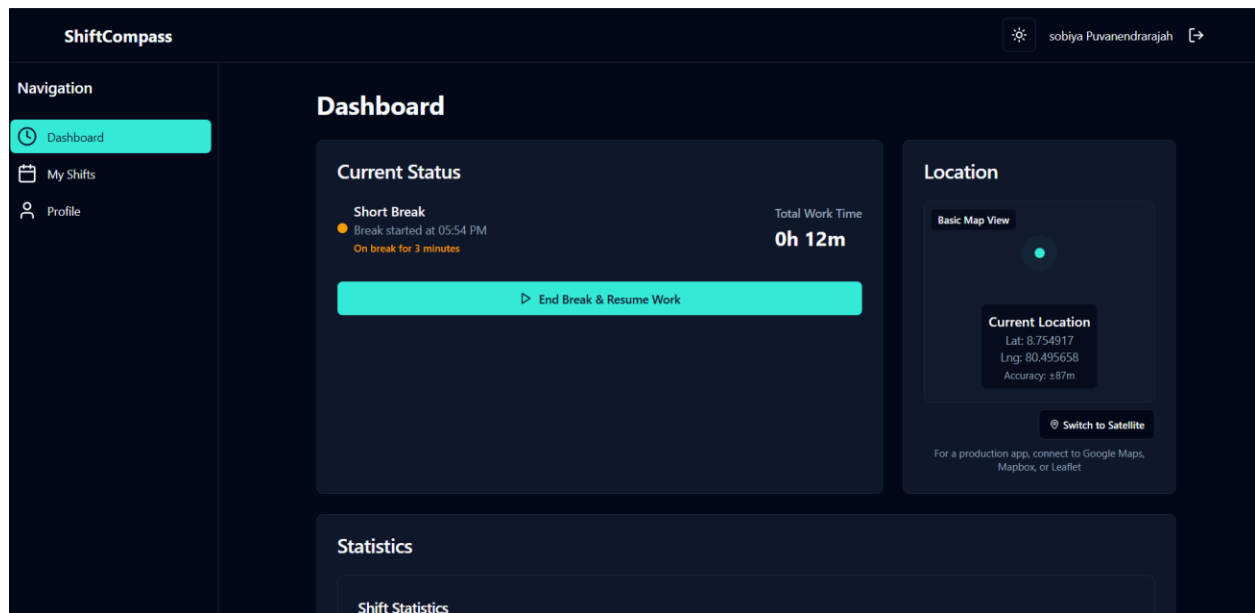 ShiftCompass
sobiya Puvanendrarajah
Navigation
Dashboard
My Shifts
Profile
Dashboard
Current Status
Short Break
Break started at 05:54 PM
On break for 3 minutes
Total Work Time
0h 12m
End Break & Resume Work
Location
Basic Map View
Current Location
Lat: 8.754917
Lng: 80.495658
Accuracy: ±87m
Switch to Satellite
For a production app, connect to Google Maps,
Mapbox, or Leaflet
Statistics
Shift Statistics